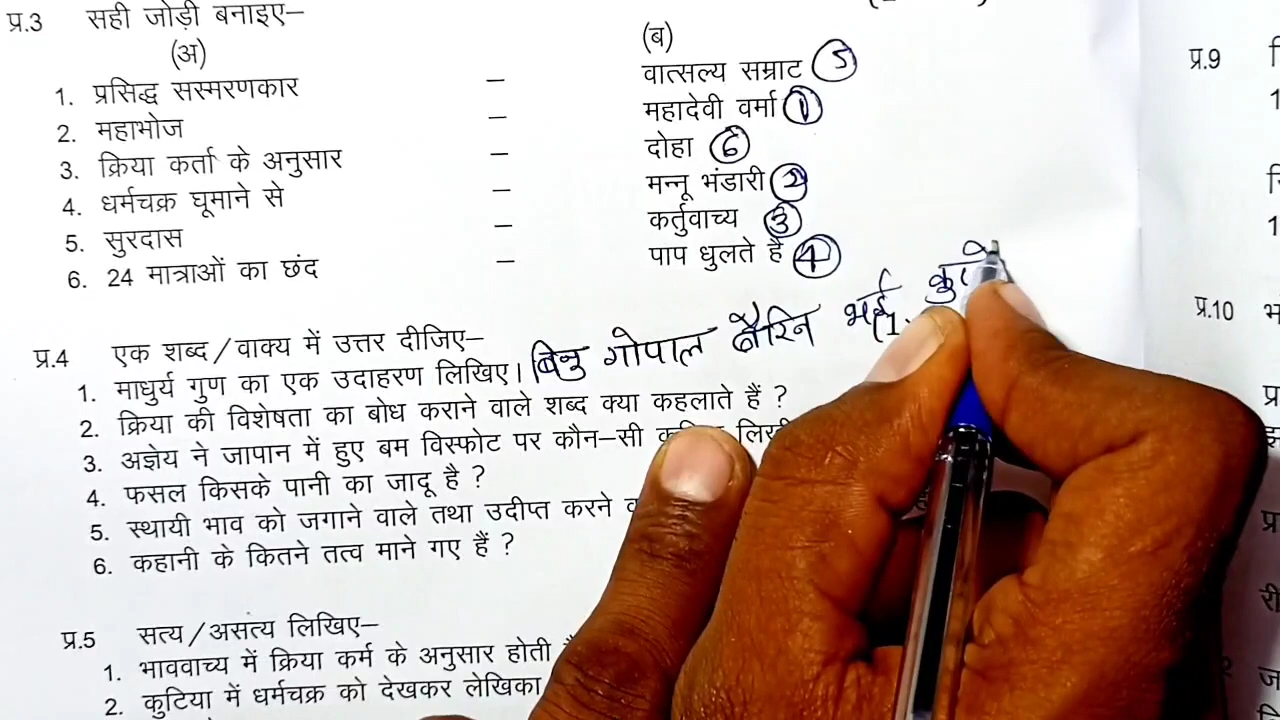 प्र.3 सही जोड़ी बनाइए–
(अ) (ब)
1. प्रसिद्ध सस्मरणकार – वात्सल्य सम्राट ⑤
2. महाभोज – महादेवी वर्मा ①
3. क्रिया कर्ता के अनुसार – दोहा ⑥
4. धर्मचक्र घूमाने से – मन्नू भंडारी ②
5. सुरदास – कर्तुवाच्य ③
6. 24 मात्राओं का छंद – पाप धुलते हैं ④
प्र.4 एक शब्द/वाक्य में उत्तर दीजिए–
1. माधुर्य गुण का एक उदाहरण लिखिए। बिनु गोपाल बैरिन भई
2. क्रिया की विशेषता का बोध कराने वाले शब्द क्या कहलाते हैं ?
3. अज्ञेय ने जापान में हुए बम विस्फोट पर कौन–सी
4. फसल किसके पानी का जादू है ?
5. स्थायी भाव को जगाने वाले तथा उदीप्त करने
6. कहानी के कितने तत्व माने गए हैं ?
प्र.5 सत्य/असंत्य लिखिए–
1. भाववाच्य में क्रिया कर्म के अनुसार होती
2. कुटिया में धर्मचक्र को देखकर लेखिका
प्र.9
1
1
प्र.10